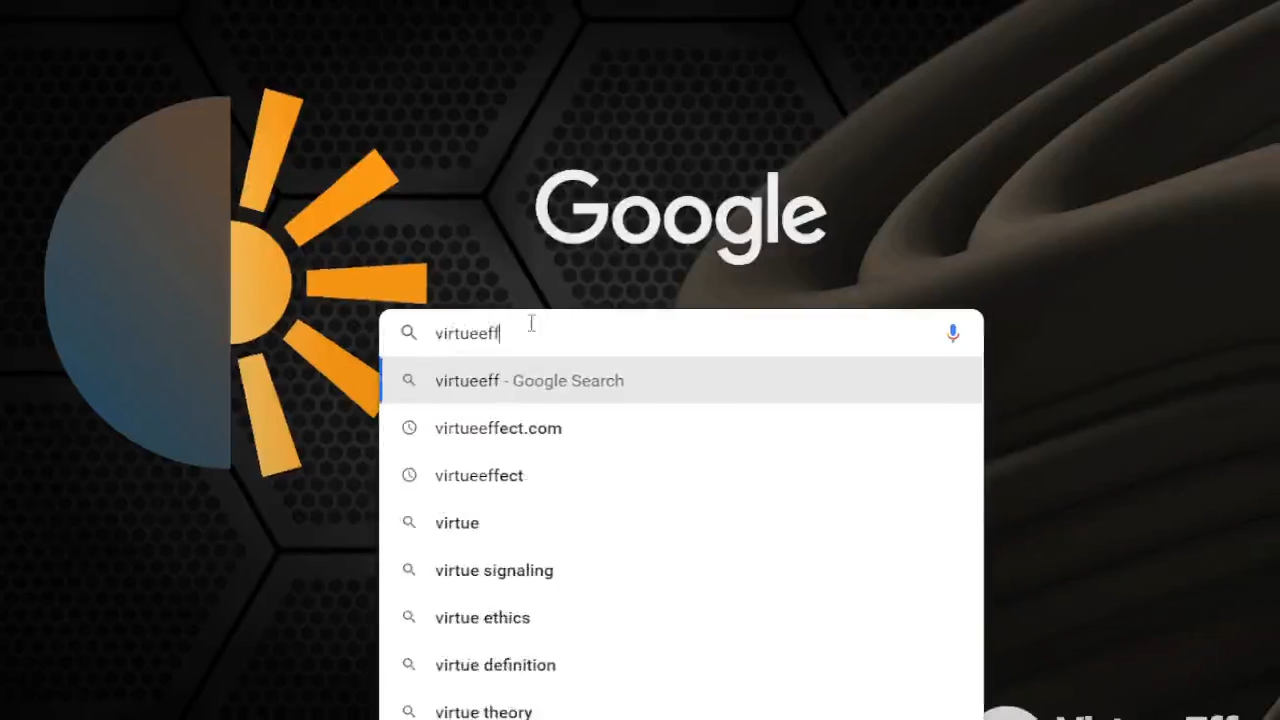 Google
virtueeff
virtueeff - Google Search
virtueeffect.com
virtueeffect
virtue
virtue signaling
virtue ethics
virtue definition
virtue theory